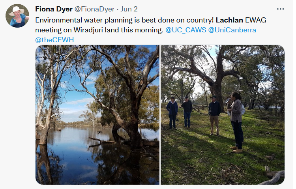 Fiona Dyer @FionaDyer · Jun 2
Environmental water planning is best done on country! Lachlan EWAG
meeting on Wiradjuri land this morning. @UC_CAWS @UniCanberra
@theCEWH